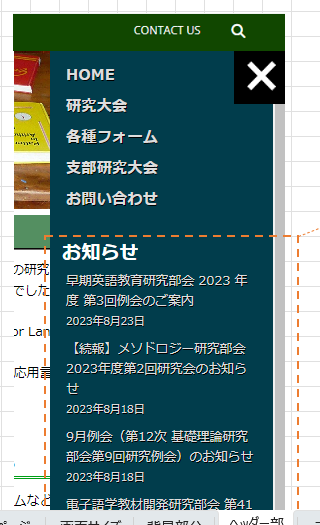 CONTACT US
HOME
研究大会
各種フォーム
支部研究大会
お問い合わせ
お知らせ
の研究
早期英語教育研究部会 2023 年
でした
度 第3回例会のご案内
2023年8月23日
or Lan
【続報】メソドロジー研究部会
応用言
2023年度第2回研究会のお知ら
せ
2023年8月18日
9月例会（第12次 基礎理論研究
部会第9回研究例会）のお知らせ
2023年8月18日
ムなど
電子語学教材開発研究部会 第41
画面サイズ
背景部分
ヘッダー部